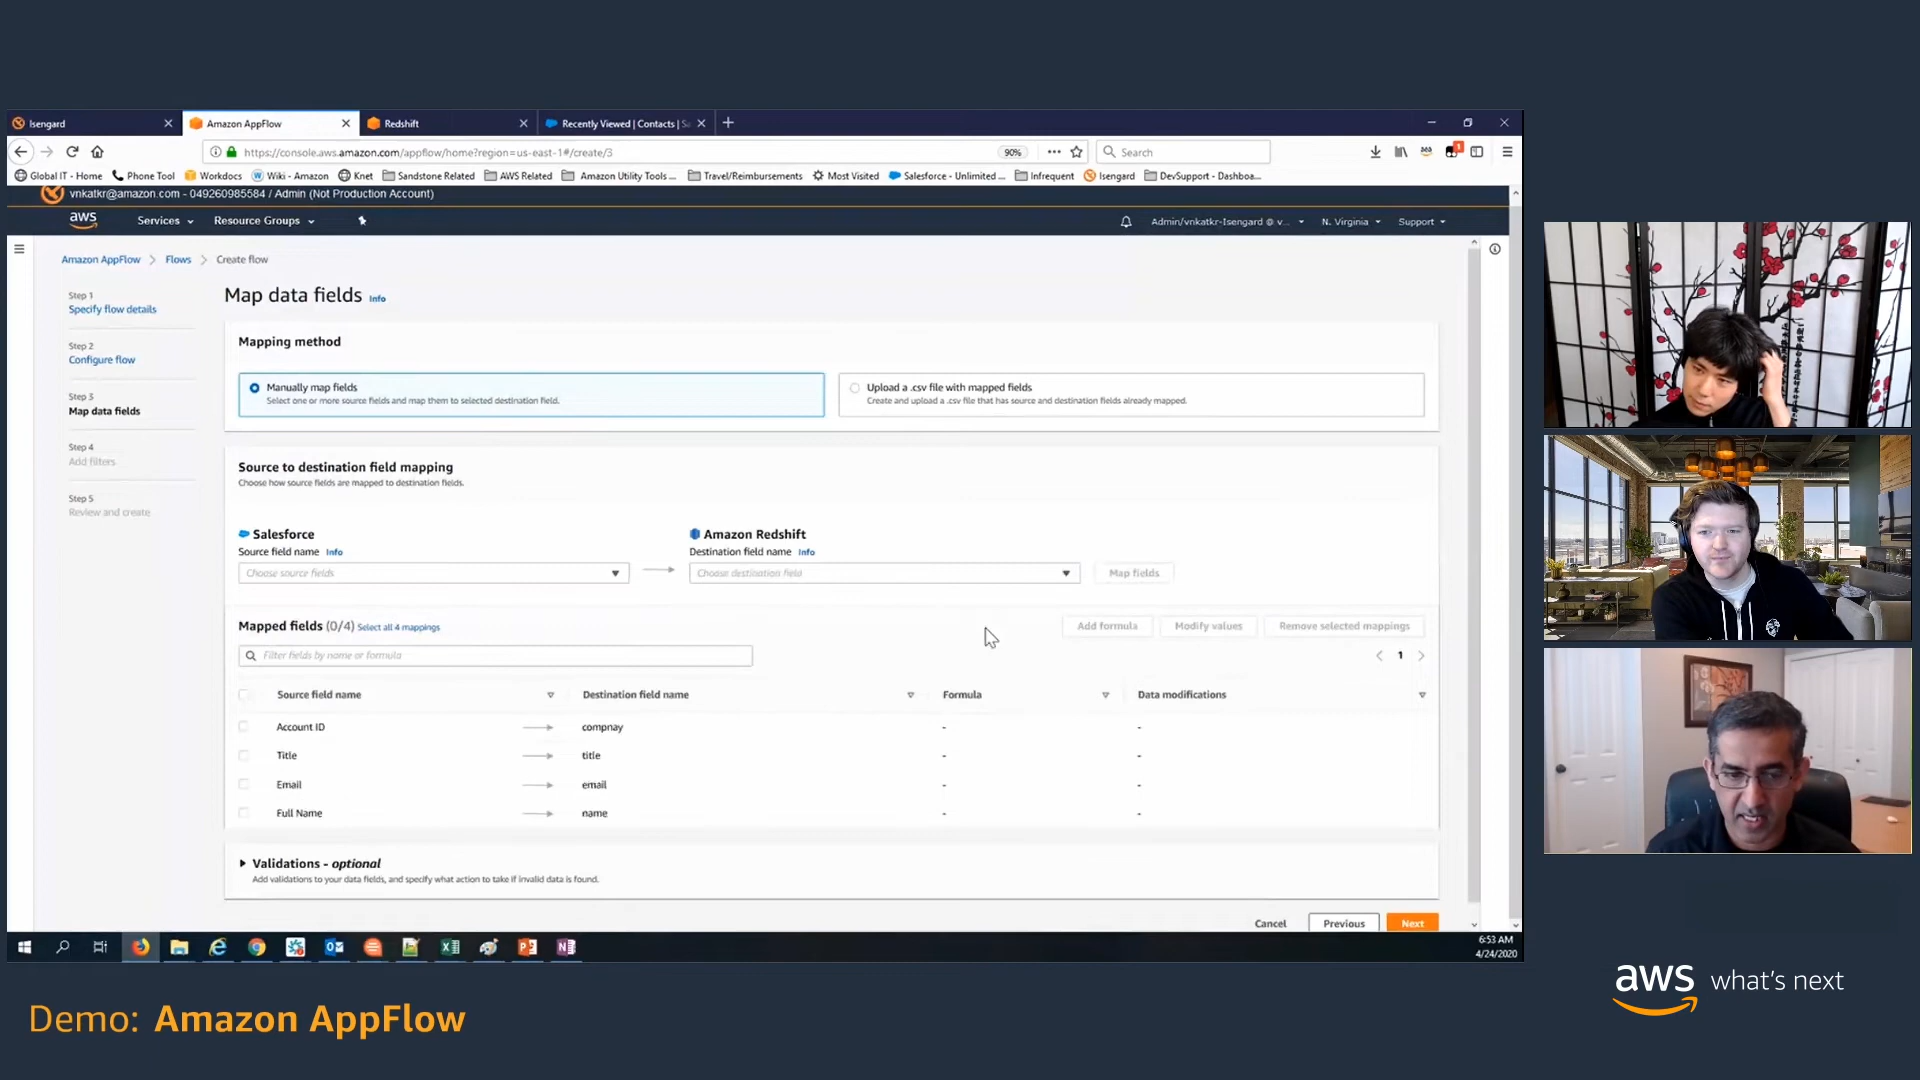 Isengard
Amazon AppFlow
Redshift
Recently Viewed | Contacts | Sa
https://console.aws.amazon.com/appflow/home?region=us-east-1#/create/3
90%
Search
1
Global IT - Home
Phone Tool
Workdocs
Wiki - Amazon
Knet
Sandstone Related
AWS Related
Amazon Utility Tools ...
Travel/Reimbursements
Most Visited
Salesforce - Unlimited ...
Infrequent
Isengard
DevSupport - Dashboa...
vnkatkr@amazon.com - 049260985584 / Admin (Not Production Account)
aws
Services
Resource Groups
Admin/vnkatkr-Isengard @ v...
N. Virginia
Support
Amazon AppFlow
Flows
Create flow
Step 1
Specify flow details
Step 2
Configure flow
Step 3
Map data fields
Step 4
Add filters
Step 5
Review and create
Map data fields Info
Mapping method
Manually map fields
Select one or more source fields and map them to selected destination field.
Upload a .csv file with mapped fields
Create and upload a .csv file that has source and destination fields already mapped.
Source to destination field mapping
Choose how source fields are mapped to destination fields.
Salesforce
Source field name Info
Choose source fields
Amazon Redshift
Destination field name Info
Choose destination field
Map fields
Mapped fields (0/4) Select all 4 mappings
Add formula
Modify values
Remove selected mappings
Filter fields by name or formula
1
Source field name
Destination field name
Formula
Data modifications
Account ID compnay - -
Title title - -
Email email - -
Full Name name - -
Validations - optional
Add validations to your data fields, and specify what action to take if invalid data is found.
Cancel
Previous
Next
6:53 AM
4/24/2020
Demo: Amazon AppFlow
aws what's next